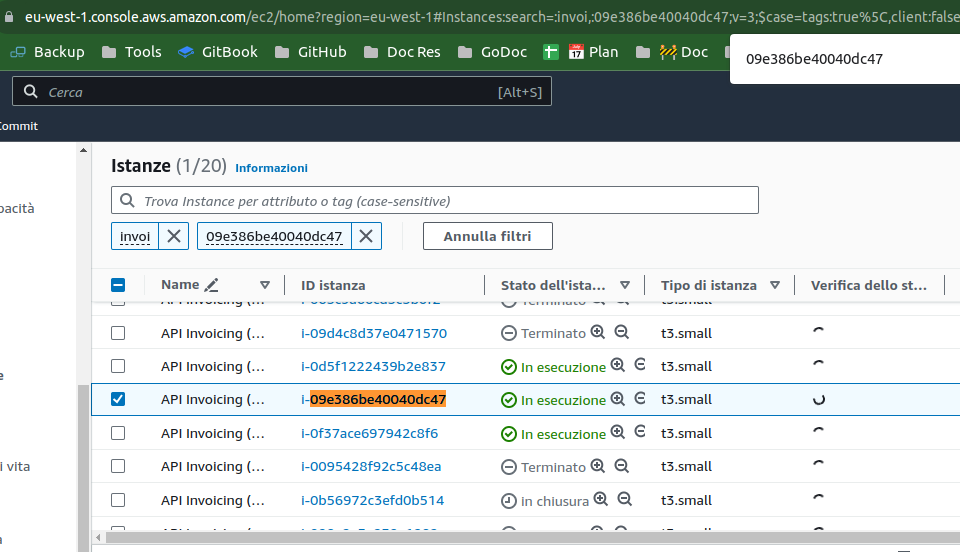 eu-west-1.console.aws.amazon.com/ec2/home?region=eu-west-1#Instances:search=:invoi,:09e386be40040dc47;v=3;$case=tags:true%5C,client:false
Backup Tools GitBook GitHub Doc Res GoDoc Plan Doc
09e386be40040dc47
Cerca [Alt+S]
Commit
Istanze (1/20) Informazioni
Trova Instance per attributo o tag (case-sensitive)
pacità
invoi 09e386be40040dc47 Annulla filtri
Name ID istanza Stato dell'ista... Tipo di istanza Verifica dello st...
API Invoicing (... Terminato t3.small
API Invoicing (... i-09d4c8d37e0471570 Terminato t3.small
API Invoicing (... i-0d5f1222439b2e837 In esecuzione t3.small
API Invoicing (... i-09e386be40040dc47 In esecuzione t3.small
API Invoicing (... i-0f37ace697942c8f6 In esecuzione t3.small
i vita
API Invoicing (... i-0095428f92c5c48ea Terminato t3.small
API Invoicing (... i-0b56972c3efd0b514 in chiusura t3.small